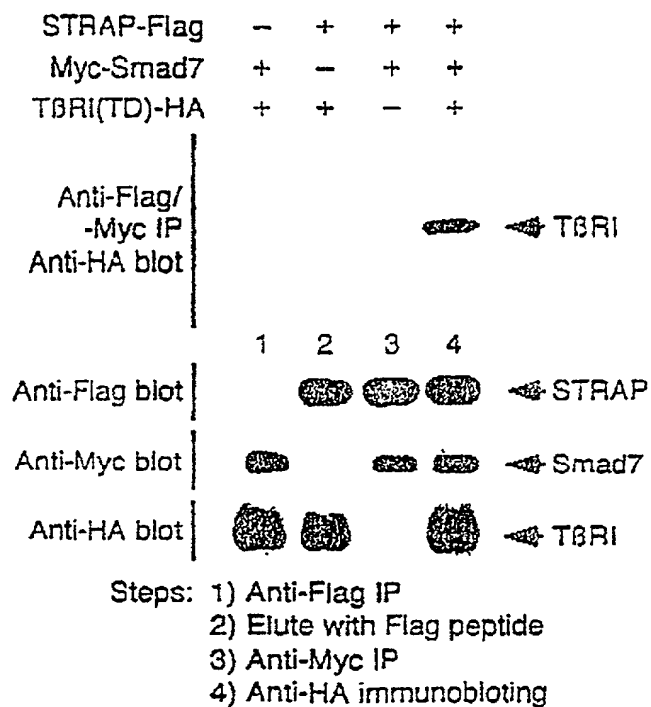 STRAP-Flag - + + +
Myc-Smad7 + - + +
TβRI(TD)-HA + + - +
Anti-Flag/
-Myc IP
Anti-HA blot
TβRI
1 2 3 4
Anti-Flag blot STRAP
Anti-Myc blot Smad7
Anti-HA blot TβRI
Steps: 1) Anti-Flag IP
2) Elute with Flag peptide
3) Anti-Myc IP
4) Anti-HA immunobloting